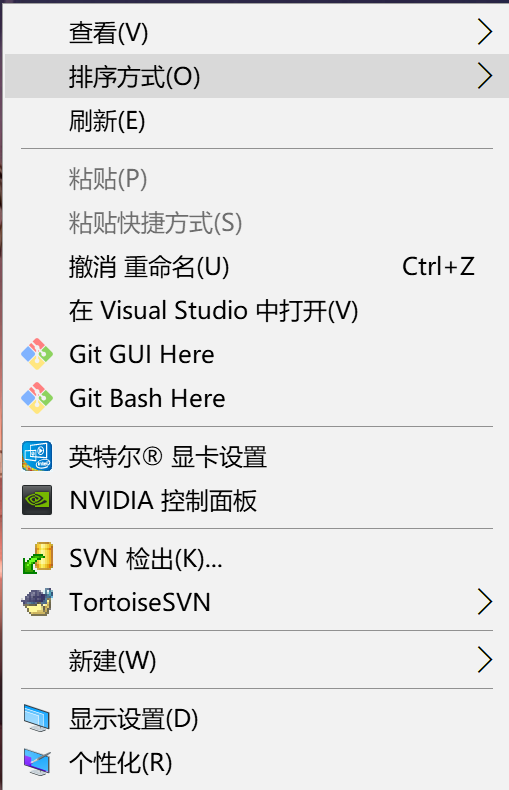 查看(V)
排序方式(O)
刷新(E)
粘贴(P)
粘贴快捷方式(S)
撤消 重命名(U) Ctrl+Z
在 Visual Studio 中打开(V)
Git GUI Here
Git Bash Here
英特尔® 显卡设置
NVIDIA 控制面板
SVN 检出(K)...
TortoiseSVN
新建(W)
显示设置(D)
个性化(R)